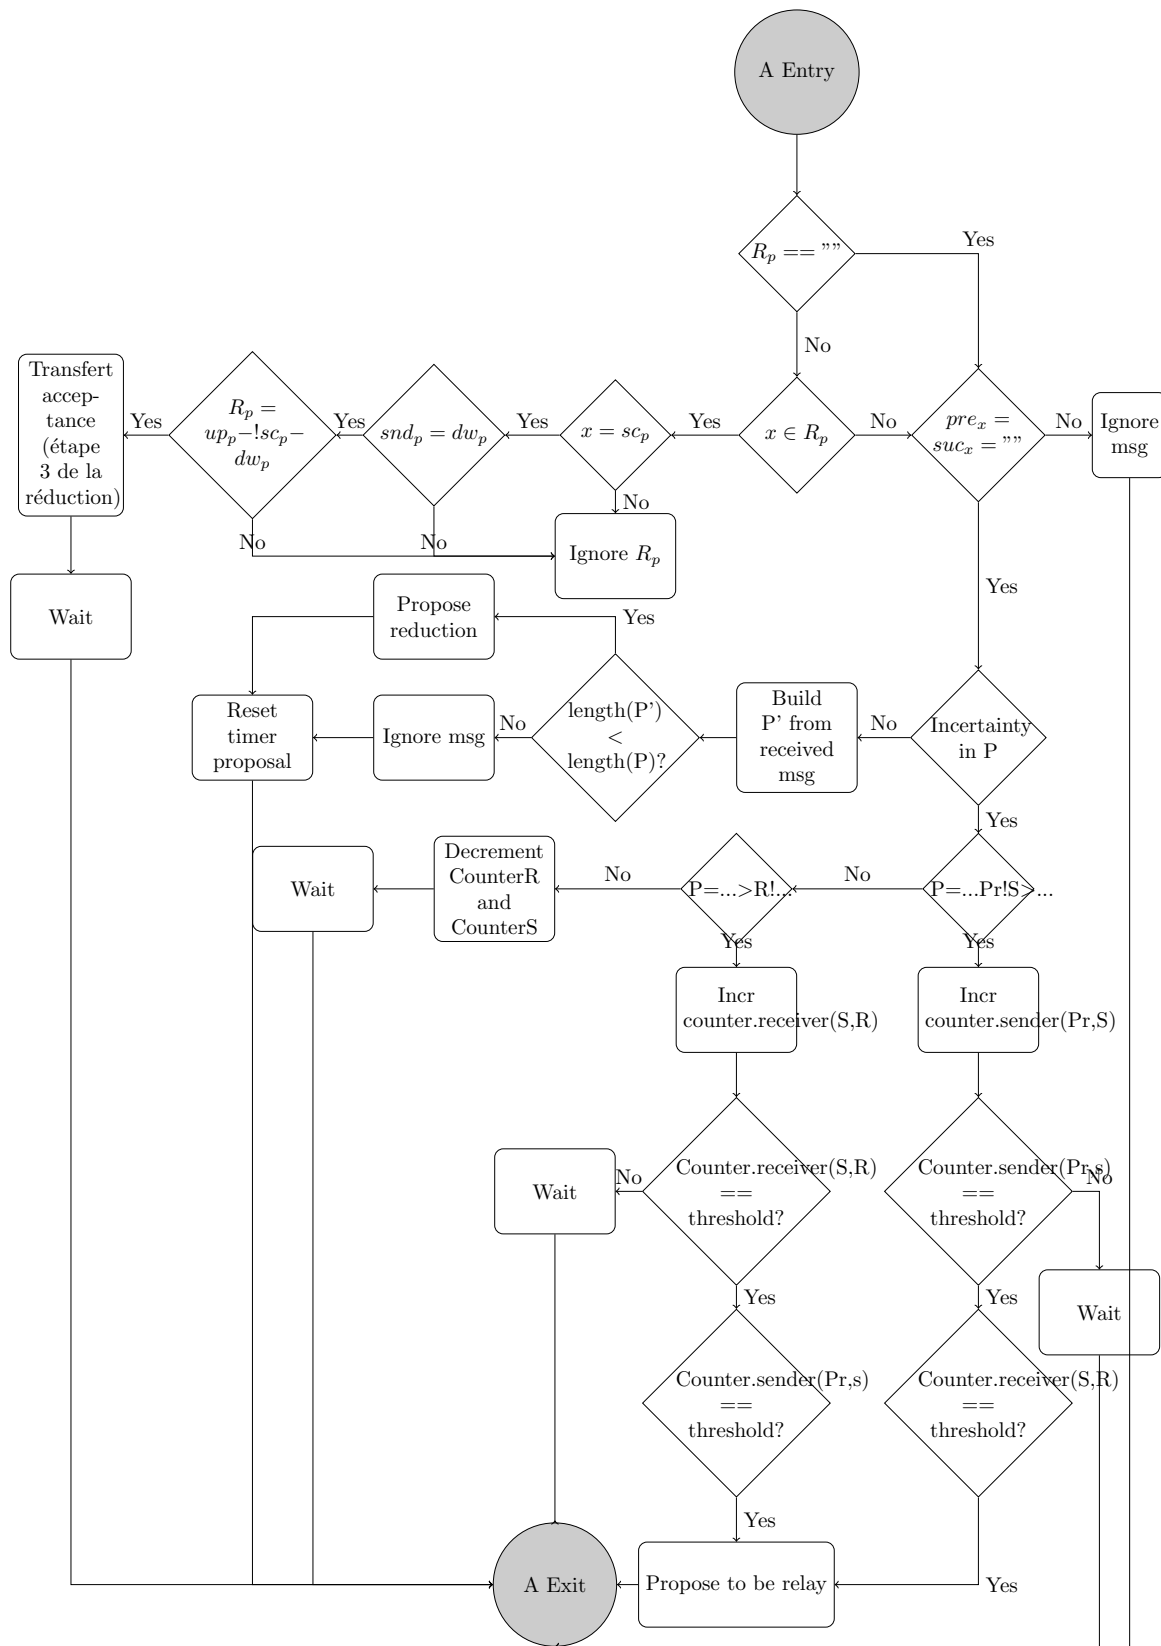 A Entry
R_p == ""
Yes
No
Transfert
accep-
tance
(étape
3 de la
réduction)
Yes
R_p =
up_p−!sc_p−
dw_p
Yes
snd_p = dw_p
Yes
x = sc_p
Yes
x ∈ R_p
No
pre_x =
suc_x = ""
No
Ignore
msg
No
No
No
Ignore R_p
Yes
Wait
Propose
reduction
Yes
Reset
timer
proposal
Ignore msg
No
length(P')
<
length(P)?
Build
P' from
received
msg
No
Incertainty
in P
Yes
Wait
Decrement
CounterR
and
CounterS
No
P=...>R!...
No
P=...Pr!S>...
Yes
Yes
Incr
counter.receiver(S,R)
Incr
counter.sender(Pr,S)
Wait
No
Counter.receiver(S,R)
==
threshold?
Counter.sender(Pr,s)
==
threshold?
No
Yes
Yes
Wait
Counter.sender(Pr,s)
==
threshold?
Counter.receiver(S,R)
==
threshold?
Yes
A Exit
Propose to be relay
Yes